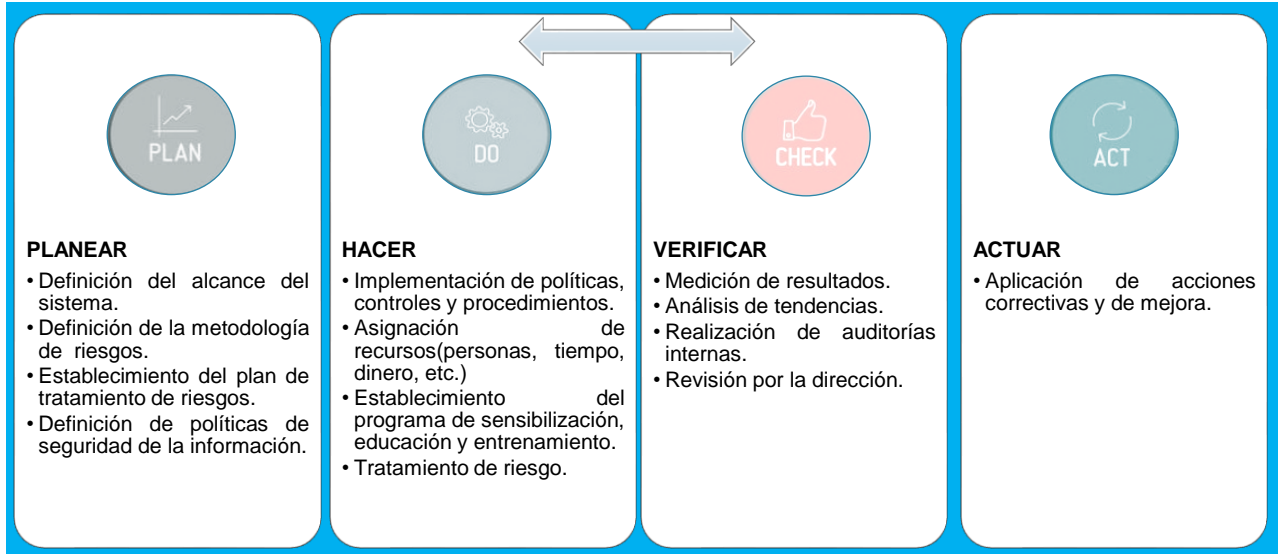 PLAN
PLANEAR
• Definición del alcance del
sistema.
• Definición de la metodología
de riesgos.
• Establecimiento del plan de
tratamiento de riesgos.
• Definición de políticas de
seguridad de la información.
DO
HACER
• Implementación de políticas,
controles y procedimientos.
• Asignación de
recursos(personas, tiempo,
dinero, etc.)
• Establecimiento del
programa de sensibilización,
educación y entrenamiento.
• Tratamiento de riesgo.
CHECK
VERIFICAR
• Medición de resultados.
• Análisis de tendencias.
• Realización de auditorías
internas.
• Revisión por la dirección.
ACT
ACTUAR
• Aplicación de acciones
correctivas y de mejora.